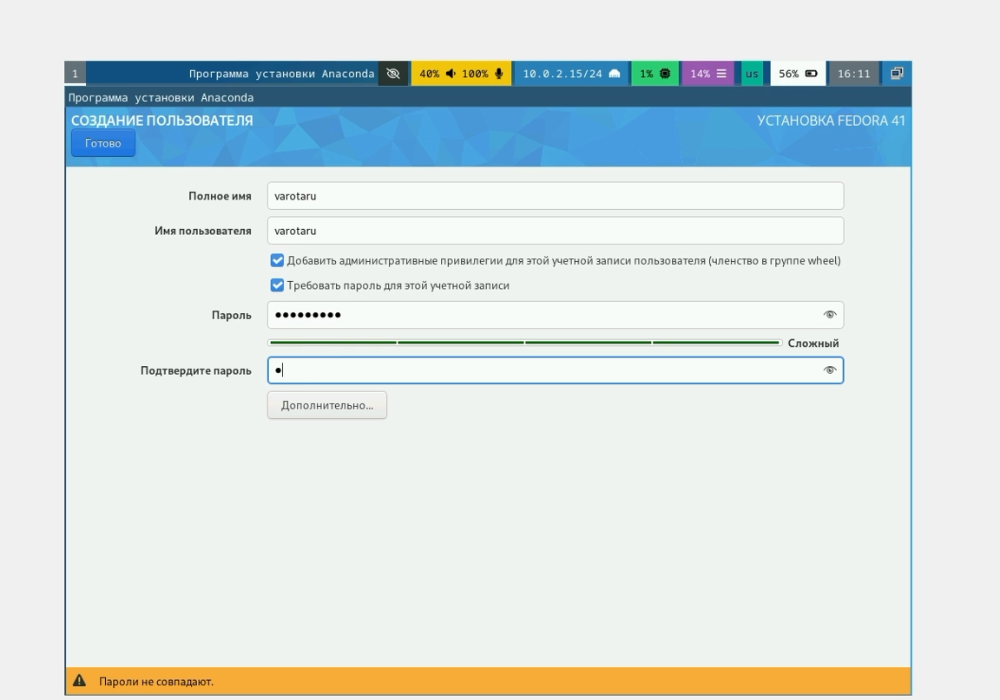 1 Программа установки Anaconda 40% 100% 10.0.2.15/24 1% 14% us 56% 16:11
Программа установки Anaconda
СОЗДАНИЕ ПОЛЬЗОВАТЕЛЯ УСТАНОВКА FEDORA 41
Готово
Полное имя varotaru
Имя пользователя varotaru
Добавить административные привилегии для этой учетной записи пользователя (членство в группе wheel)
Требовать пароль для этой учетной записи
Пароль •••••••••
Сложный
Подтвердите пароль •
Дополнительно...
Пароли не совпадают.